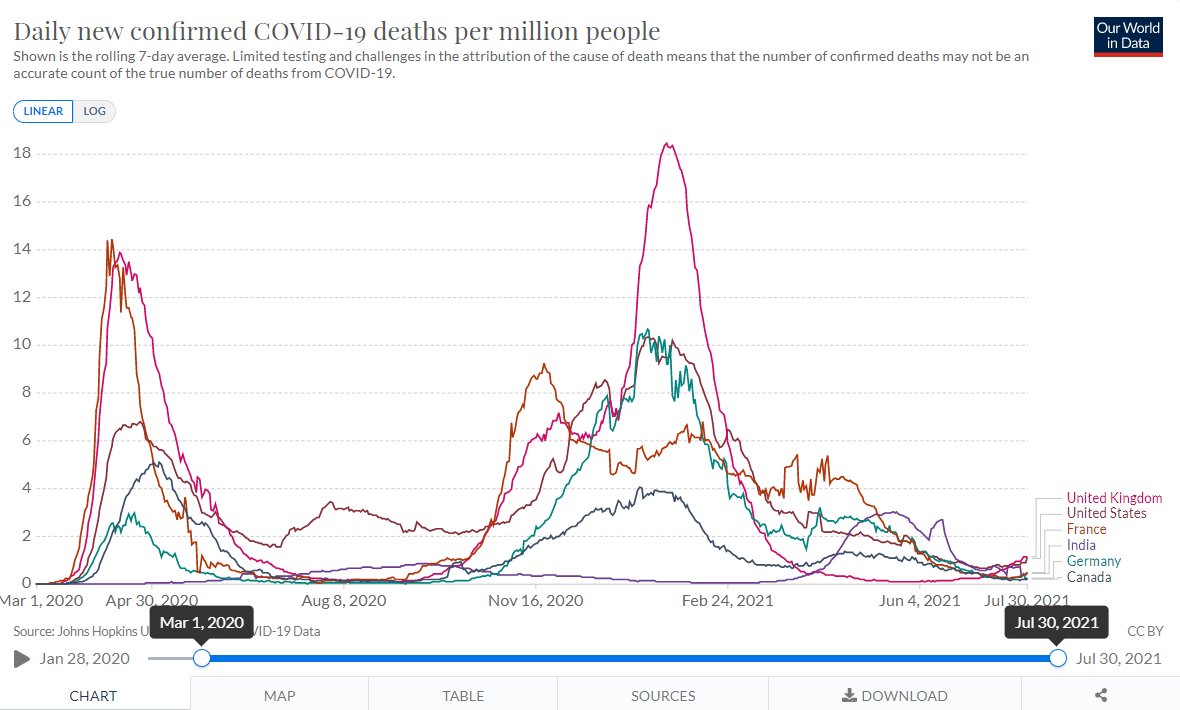 Daily new confirmed COVID-19 deaths per million people
Our World
in Data
Shown is the rolling 7-day average. Limited testing and challenges in the attribution of the cause of death means that the number of confirmed deaths may not be an
accurate count of the true number of deaths from COVID-19.
LINEAR LOG
18
16
14
12
10
8
6
4
2
0
United Kingdom
United States
France
India
Germany
Canada
Mar 1, 2020 Apr 30, 2020 Aug 8, 2020 Nov 16, 2020 Feb 24, 2021 Jun 4, 2021 Jul 30, 2021
Mar 1, 2020 Jul 30, 2021
Source: Johns Hopkins VID-19 Data CC BY
Jan 28, 2020 Jul 30, 2021
CHART MAP TABLE SOURCES DOWNLOAD